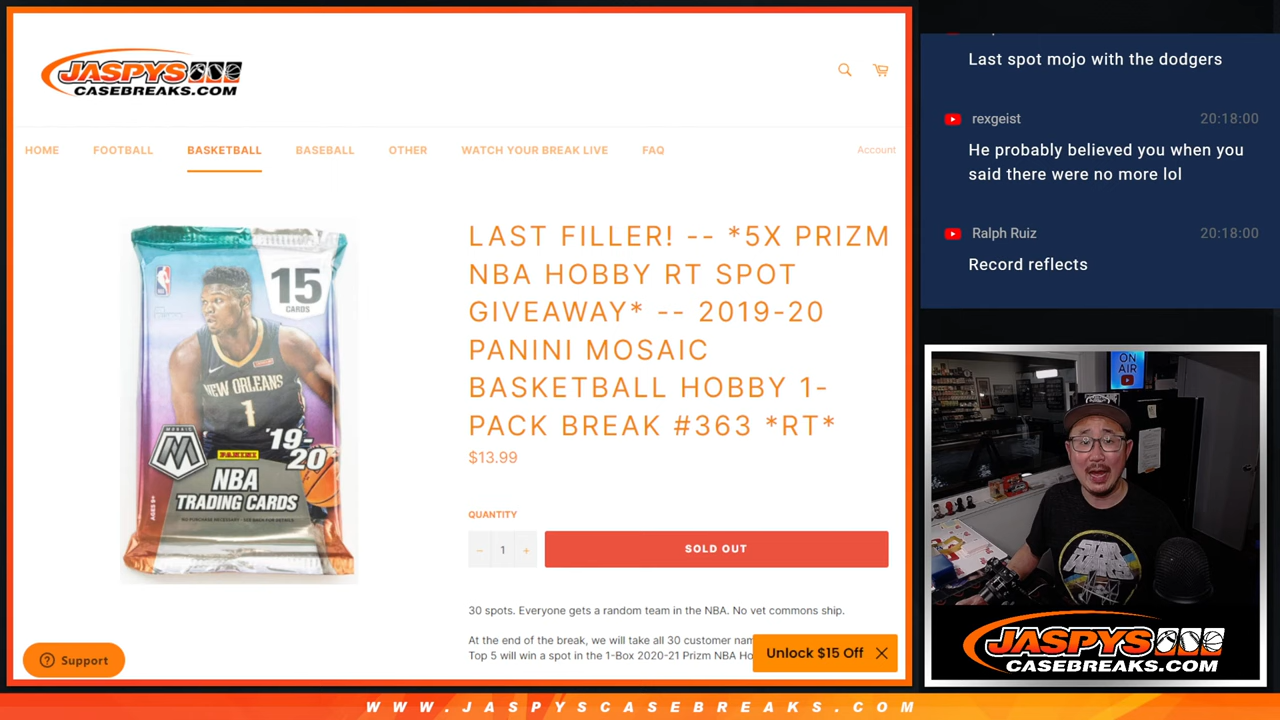 JASPYS
CASEBREAKS.COM
HOME
FOOTBALL
BASKETBALL
BASEBALL
OTHER
WATCH YOUR BREAK LIVE
FAQ
Account
15
CARDS
NEW ORLEANS
1
MOSAIC
PANINI
'19-
20
NBA
TRADING CARDS
AGES 9+
LAST FILLER! -- *5X PRIZM
NBA HOBBY RT SPOT
GIVEAWAY* -- 2019-20
PANINI MOSAIC
BASKETBALL HOBBY 1-
PACK BREAK #363 *RT*
$13.99
QUANTITY
− 1 +
SOLD OUT
30 spots. Everyone gets a random team in the NBA. No vet commons ship.
At the end of the break, we will take all 30 customer nam
Top 5 will win a spot in the 1-Box 2020-21 Prizm NBA Ho
Support
Unlock $15 Off
Last spot mojo with the dodgers
rexgeist 20:18:00
He probably believed you when you
said there were no more lol
Ralph Ruiz 20:18:00
Record reflects
ON
AIR
STAR
WARS
JASPYS
CASEBREAKS.COM
WWW.JASPYSCASEBREAKS.COM